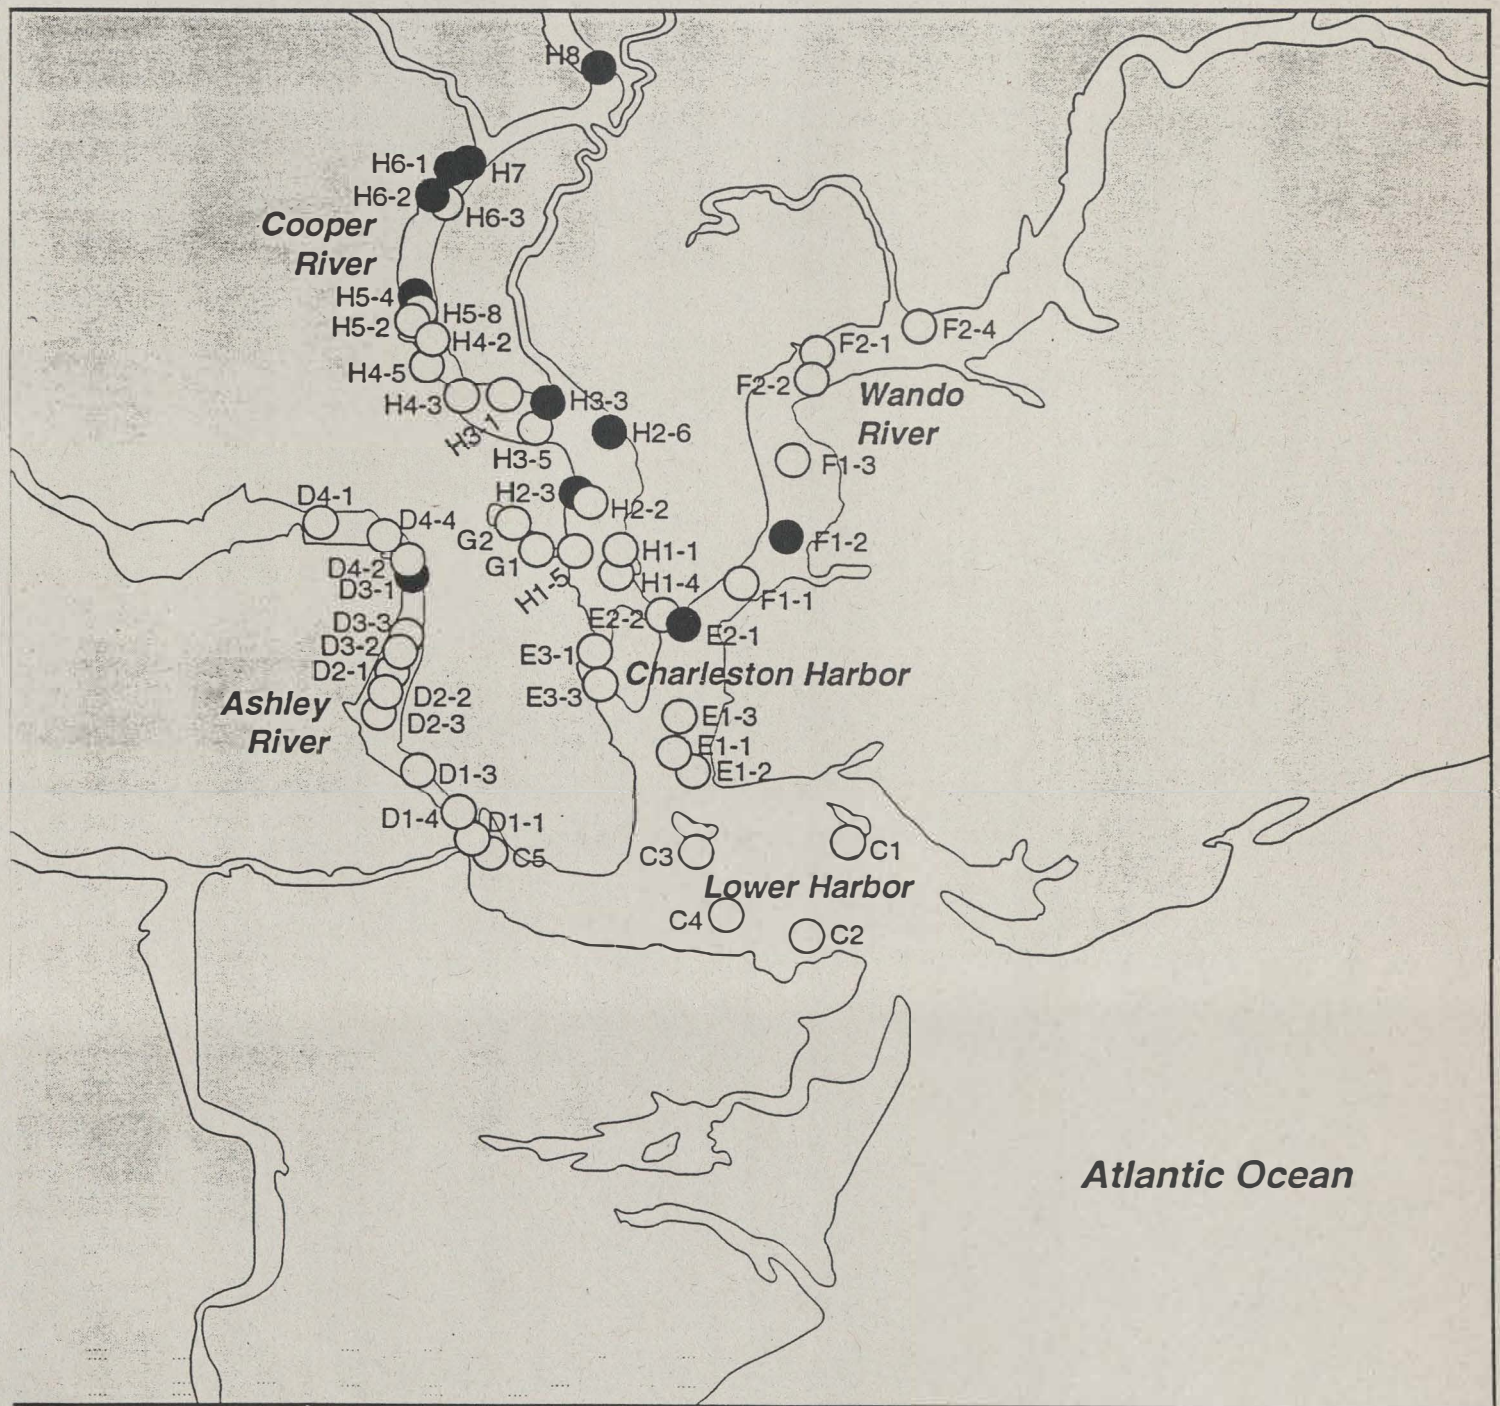 H8
H6-1
H7
H6-2
H6-3
Cooper
River
H5-4
H5-8
H5-2
H4-2
H4-5
H4-3
H3-1
H3-3
H3-5
H2-6
H2-3
H2-2
F2-4
F2-1
F2-2
Wando
River
F1-3
F1-2
F1-1
D4-1
D4-4
D4-2
D3-1
G2
G1
H1-5
H1-1
H1-4
E2-2
E2-1
D3-3
D3-2
D2-1
D2-2
D2-3
Ashley
River
E3-1
E3-3
Charleston Harbor
E1-3
E1-1
E1-2
D1-3
D1-4
D1-1
C5
C3
C1
Lower Harbor
C4
C2
Atlantic Ocean